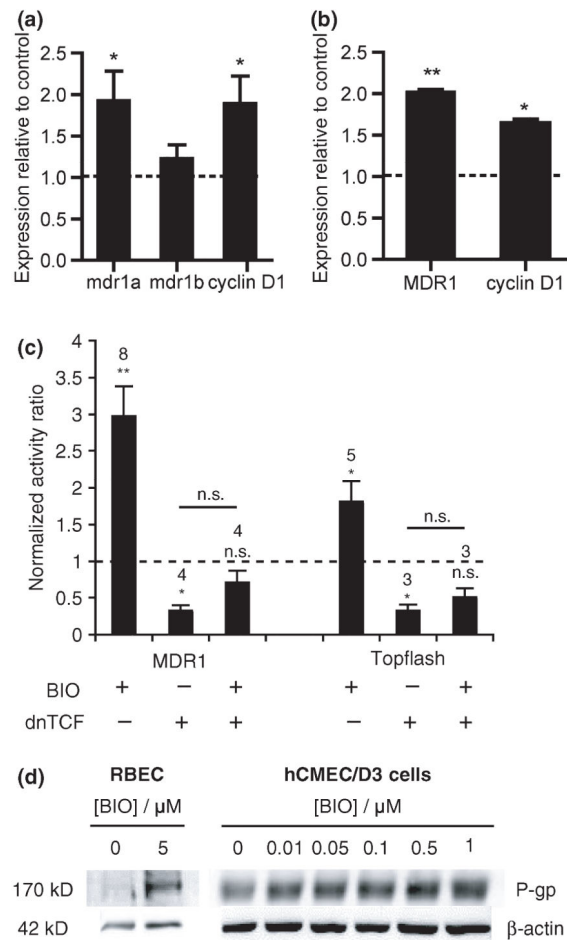 (a)
Expression relative to control
2.5
2.0
1.5
1.0
0.5
0.0
*
*
mdr1a mdr1b cyclin D1
(b)
Expression relative to control
2.5
2.0
1.5
1.0
0.5
0.0
**
*
MDR1 cyclin D1
(c)
Normalized activity ratio
4
3.5
3
2.5
2
1.5
1
0.5
0
8
**
n.s.
4
*
4
n.s.
5
*
n.s.
3
*
3
n.s.
MDR1 Topflash
BIO + – + + – +
dnTCF – + + – + +
(d)
RBEC hCMEC/D3 cells
[BIO] / µM [BIO] / µM
0 5 0 0.01 0.05 0.1 0.5 1
170 kD P-gp
42 kD β-actin